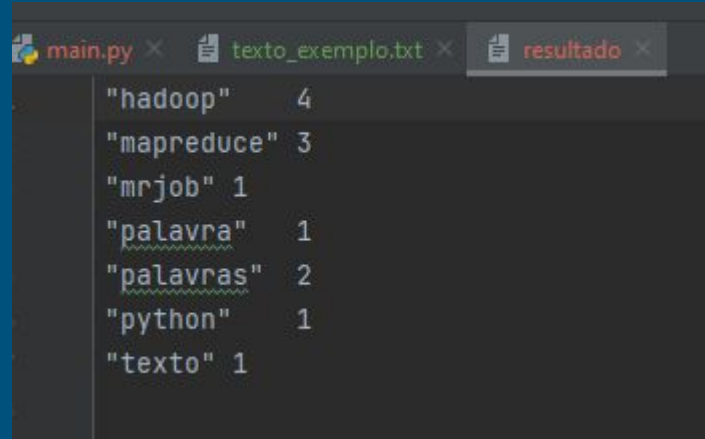 main.py texto_exemplo.txt resultado
"hadoop" 4
"mapreduce" 3
"mrjob" 1
"palavra" 1
"palavras" 2
"python" 1
"texto" 1